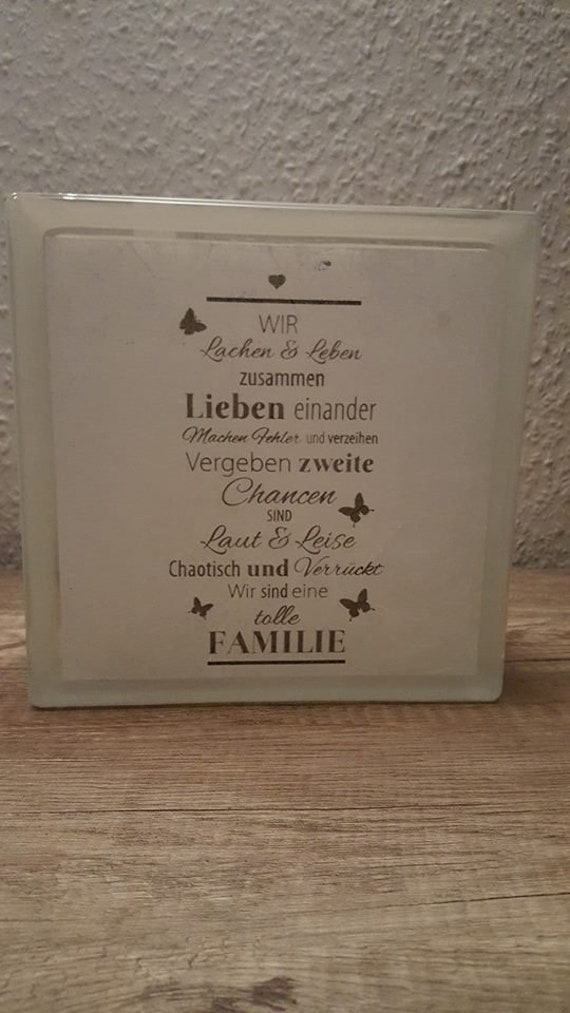 WIR
Lachen & Leben
zusammen
Lieben einander
Machen Fehler und verzeihen
Vergeben zweite
Chancen
SIND
Laut & Leise
Chaotisch und Verrückt
Wir sind eine
tolle
FAMILIE